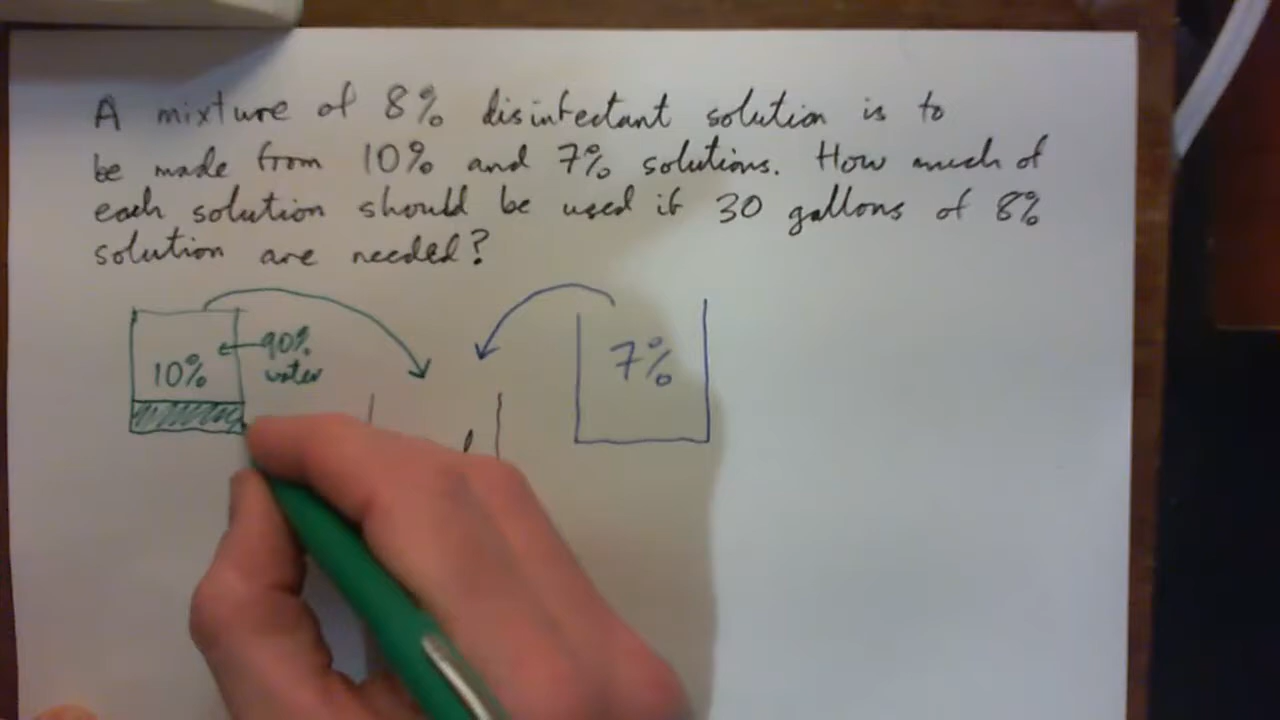 A mixture of 8% disinfectant solution is to
be made from 10% and 7% solutions. How much of
each solution should be used if 30 gallons of 8%
solution are needed?
10%
90%
water
7%